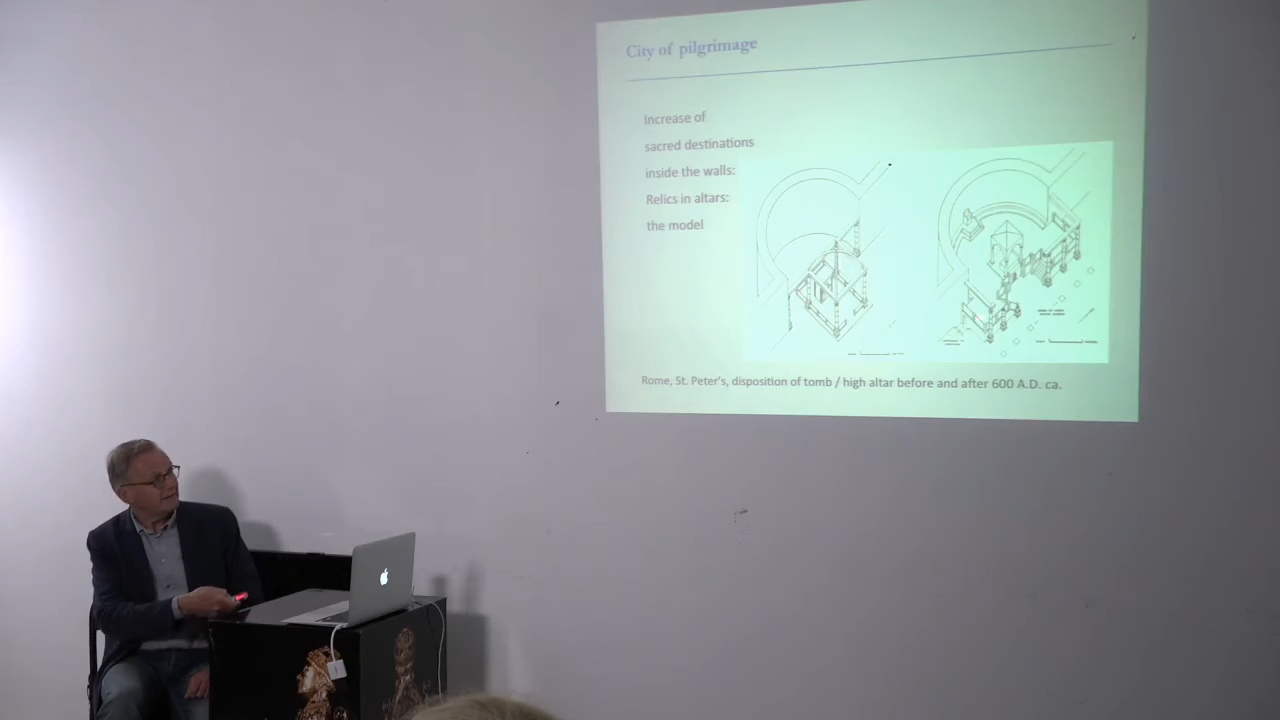 City of pilgrimage
Increase of
sacred destinations
inside the walls:
Relics in altars:
the model
Rome, St. Peter's, disposition of tomb / high altar before and after 600 A.D. ca.